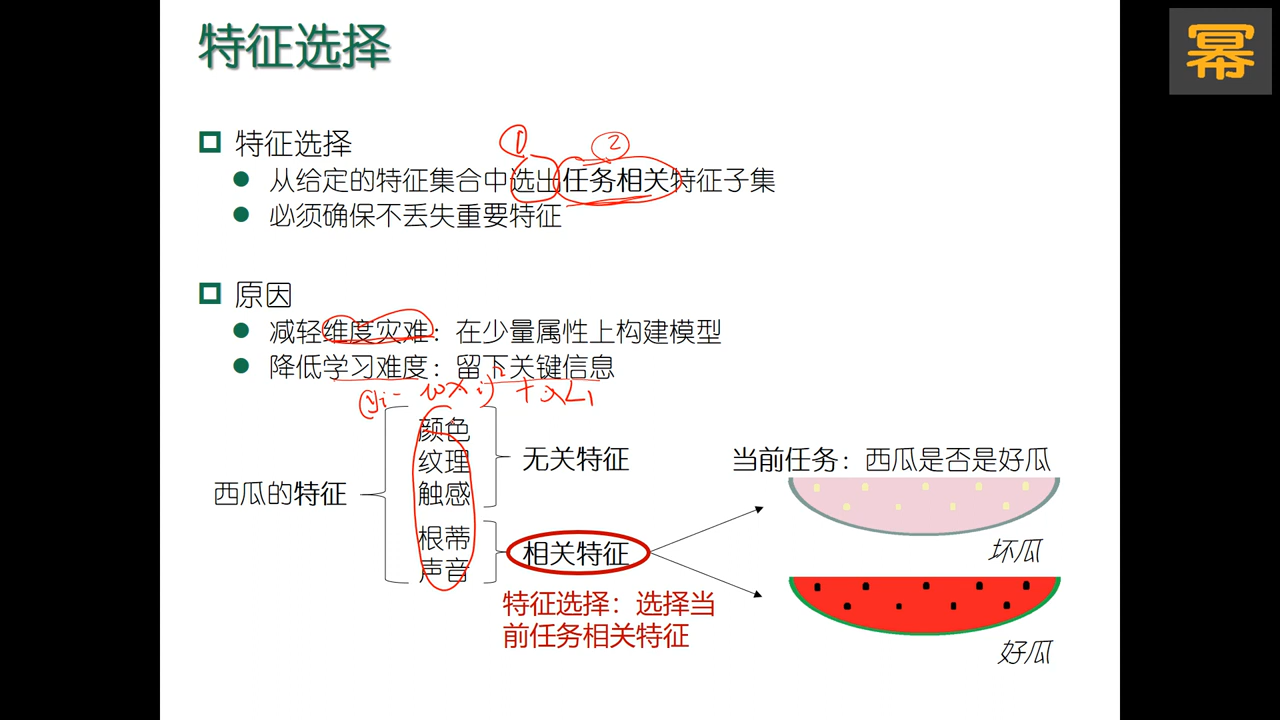 特征选择
幂
特征选择
① ②
从给定的特征集合中选出任务相关特征子集
必须确保不丢失重要特征
原因
减轻维度灾难：在少量属性上构建模型
降低学习难度：留下关键信息
颜色
纹理
触感
根蒂
声音
西瓜的特征
无关特征
相关特征
特征选择：选择当
前任务相关特征
当前任务：西瓜是否是好瓜
坏瓜
好瓜